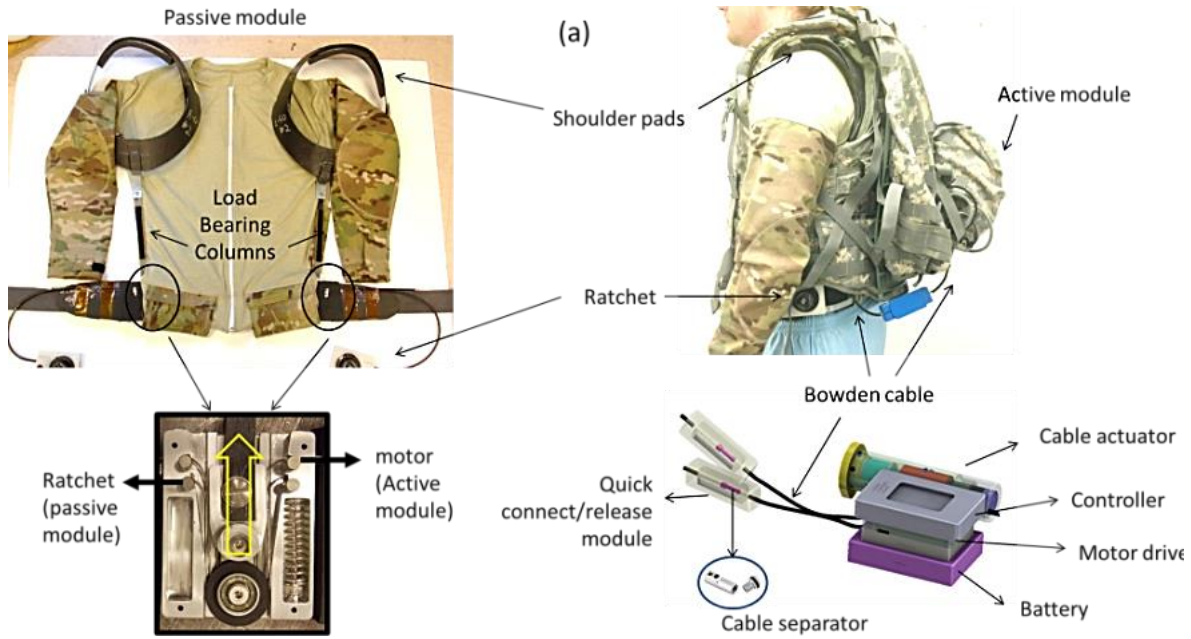 Passive module
(a)
Shoulder pads
Active module
Load
Bearing
Columns
Ratchet
Bowden cable
Ratchet
(passive
module)
motor
(Active
module)
Quick
connect/release
module
Cable actuator
Controller
Motor drive
Battery
Cable separator